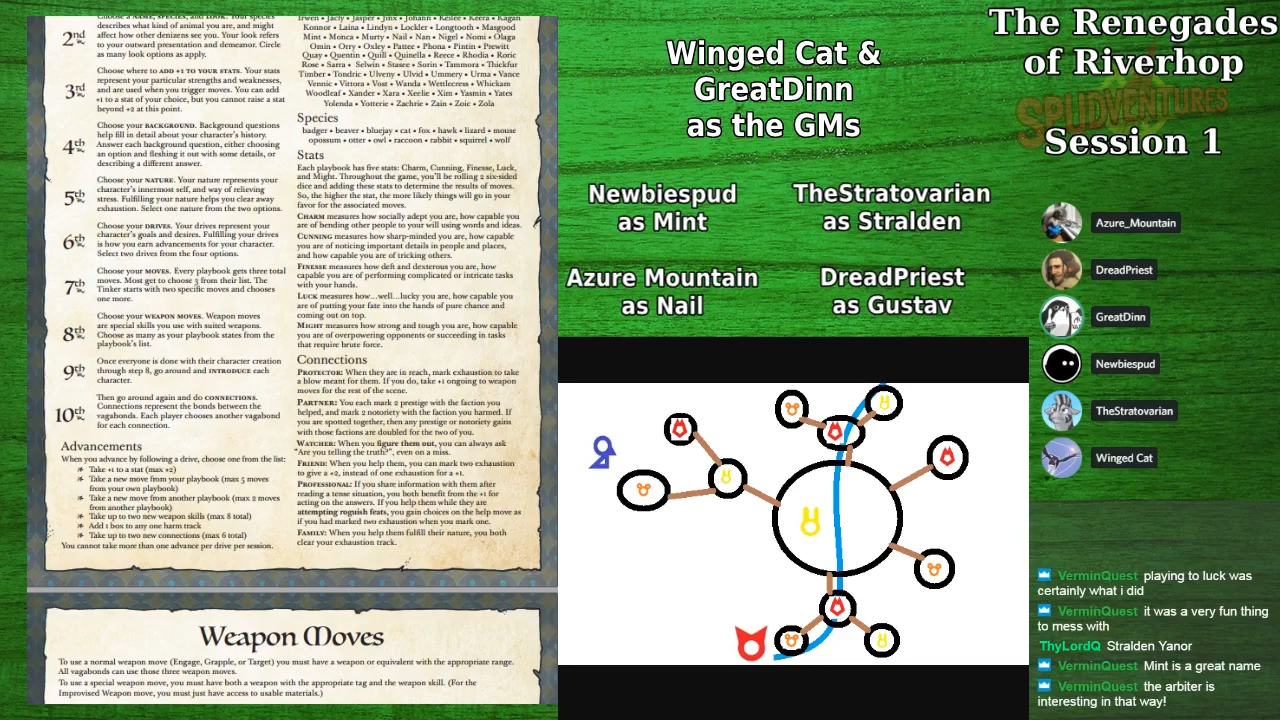 Choose a NAME, SPECIES, and LOOK. Your species
describes what kind of animal you are, and might
affect how other denizens see you. Your look refers
to your outward presentation and demeanor. Circle
as many look options as apply.
2nd
Choose where to ADD +1 TO YOUR STATS. Your stats
represent your particular strengths and weaknesses,
and are used when you trigger moves. You can add
+1 to a stat of your choice, but you cannot raise a stat
beyond +2 at this point.
3rd
Choose your BACKGROUND. Background questions
help fill in detail about your character's history.
Answer each background question, either choosing
an option and fleshing it out with some details, or
describing a different answer.
4th
Choose your NATURE. Your nature represents your
character's innermost self, and way of relieving
stress. Fulfilling your nature helps you clear away
exhaustion. Select one nature from the two options.
5th
Choose your DRIVES. Your drives represent your
character's goals and desires. Fulfilling your drives
is how you earn advancements for your character.
Select two drives from the four options.
6th
Choose your MOVES. Every playbook gets three total
moves. Most get to choose 3 from their list. The
Tinker starts with two specific moves and chooses
one more.
7th
Choose your WEAPON MOVES. Weapon moves
are special skills you use with suited weapons.
Choose as many as your playbook states from the
playbook's list.
8th
Once everyone is done with their character creation
through step 8, go around and INTRODUCE each
character.
9th
Then go around again and do CONNECTIONS.
Connections represent the bonds between the
vagabonds. Each player chooses another vagabond
for each connection.
10th
Advancements
When you advance by following a drive, choose one from the list:
Take +1 to a stat (max +2)
Take a new move from your playbook (max 5 moves
from your own playbook)
Take a new move from another playbook (max 2 moves
from another playbook)
Take up to two new weapon skills (max 8 total)
Add 1 box to any one harm track
Take up to two new connections (max 6 total)
You cannot take more than one advance per drive per session.
Irwen • Jacly • Jasper • Jinx • Johann • Keilee • Keera • Kagan
Konnor • Laina • Lindyn • Lockler • Longtooth • Masgood
Mint • Monca • Murty • Nail • Nan • Nigel • Nomi • Olaga
Omin • Orry • Oxley • Pattee • Phona • Pintin • Prewitt
Quay • Quentin • Quill • Quinella • Reece • Rhodia • Roric
Rose • Sarra • Selwin • Stasee • Sorin • Tammora • Thickfur
Timber • Tondric • Ulveny • Ulvid • Ummery • Urma • Vance
Vennic • Vittora • Vost • Wanda • Wettlecress • Whickam
Woodleaf • Xander • Xara • Xeelie • Xim • Yasmin • Yates
Yolenda • Yotterie • Zachrie • Zain • Zoic • Zola
Species
badger • beaver • bluejay • cat • fox • hawk • lizard • mouse
opossum • otter • owl • raccoon • rabbit • squirrel • wolf
Stats
Each playbook has five stats: Charm, Cunning, Finesse, Luck,
and Might. Throughout the game, you'll be rolling 2 six-sided
dice and adding these stats to determine the results of moves.
So, the higher the stat, the more likely things will go in your
favor for the associated moves.
CHARM measures how socially adept you are, how capable you
are of bending other people to your will using words and ideas.
CUNNING measures how sharp-minded you are, how capable
you are of noticing important details in people and places,
and how capable you are of tricking others.
FINESSE measures how deft and dexterous you are, how
capable you are of performing complicated or intricate tasks
with your hands.
LUCK measures how...well...lucky you are, how capable you
are of putting your fate into the hands of pure chance and
coming out on top.
MIGHT measures how strong and tough you are, how capable
you are of overpowering opponents or succeeding in tasks
that require brute force.
Connections
PROTECTOR: When they are in reach, mark exhaustion to take
a blow meant for them. If you do, take +1 ongoing to weapon
moves for the rest of the scene.
PARTNER: You each mark 2 prestige with the faction you
helped, and mark 2 notoriety with the faction you harmed. If
you are spotted together, then any prestige or notoriety gains
with those factions are doubled for the two of you.
WATCHER: When you figure them out, you can always ask
"Are you telling the truth?", even on a miss.
FRIEND: When you help them, you can mark two exhaustion
to give a +2, instead of one exhaustion for a +1.
PROFESSIONAL: If you share information with them after
reading a tense situation, you both benefit from the +1 for
acting on the answers. If you help them while they are
attempting roguish feats, you gain choices on the help move as
if you had marked two exhaustion when you mark one.
FAMILY: When you help them fulfill their nature, you both
clear your exhaustion track.
Weapon Moves
To use a normal weapon move (Engage, Grapple, or Target) you must have a weapon or equivalent with the appropriate range.
All vagabonds can use those three weapon moves.
To use a special weapon move, you must have both a weapon with the appropriate tag and the weapon skill. (For the
Improvised Weapon move, you must just have access to usable materials.)
Winged Cat &
GreatDinn
as the GMs
Newbiespud
as Mint
TheStratovarian
as Stralden
Azure Mountain
as Nail
DreadPriest
as Gustav
The Renegades
of Riverhop
SPUDVENTURES
Session 1
Azure_Mountain
DreadPriest
GreatDinn
Newbiespud
TheStratovarian
Winged Cat
VerminQuest playing to luck was
certainly what i did
VerminQuest it was a very fun thing
to mess with
ThyLordQ Stralden Yanor
VerminQuest Mint is a great name
VerminQuest the arbiter is
interesting in that way!